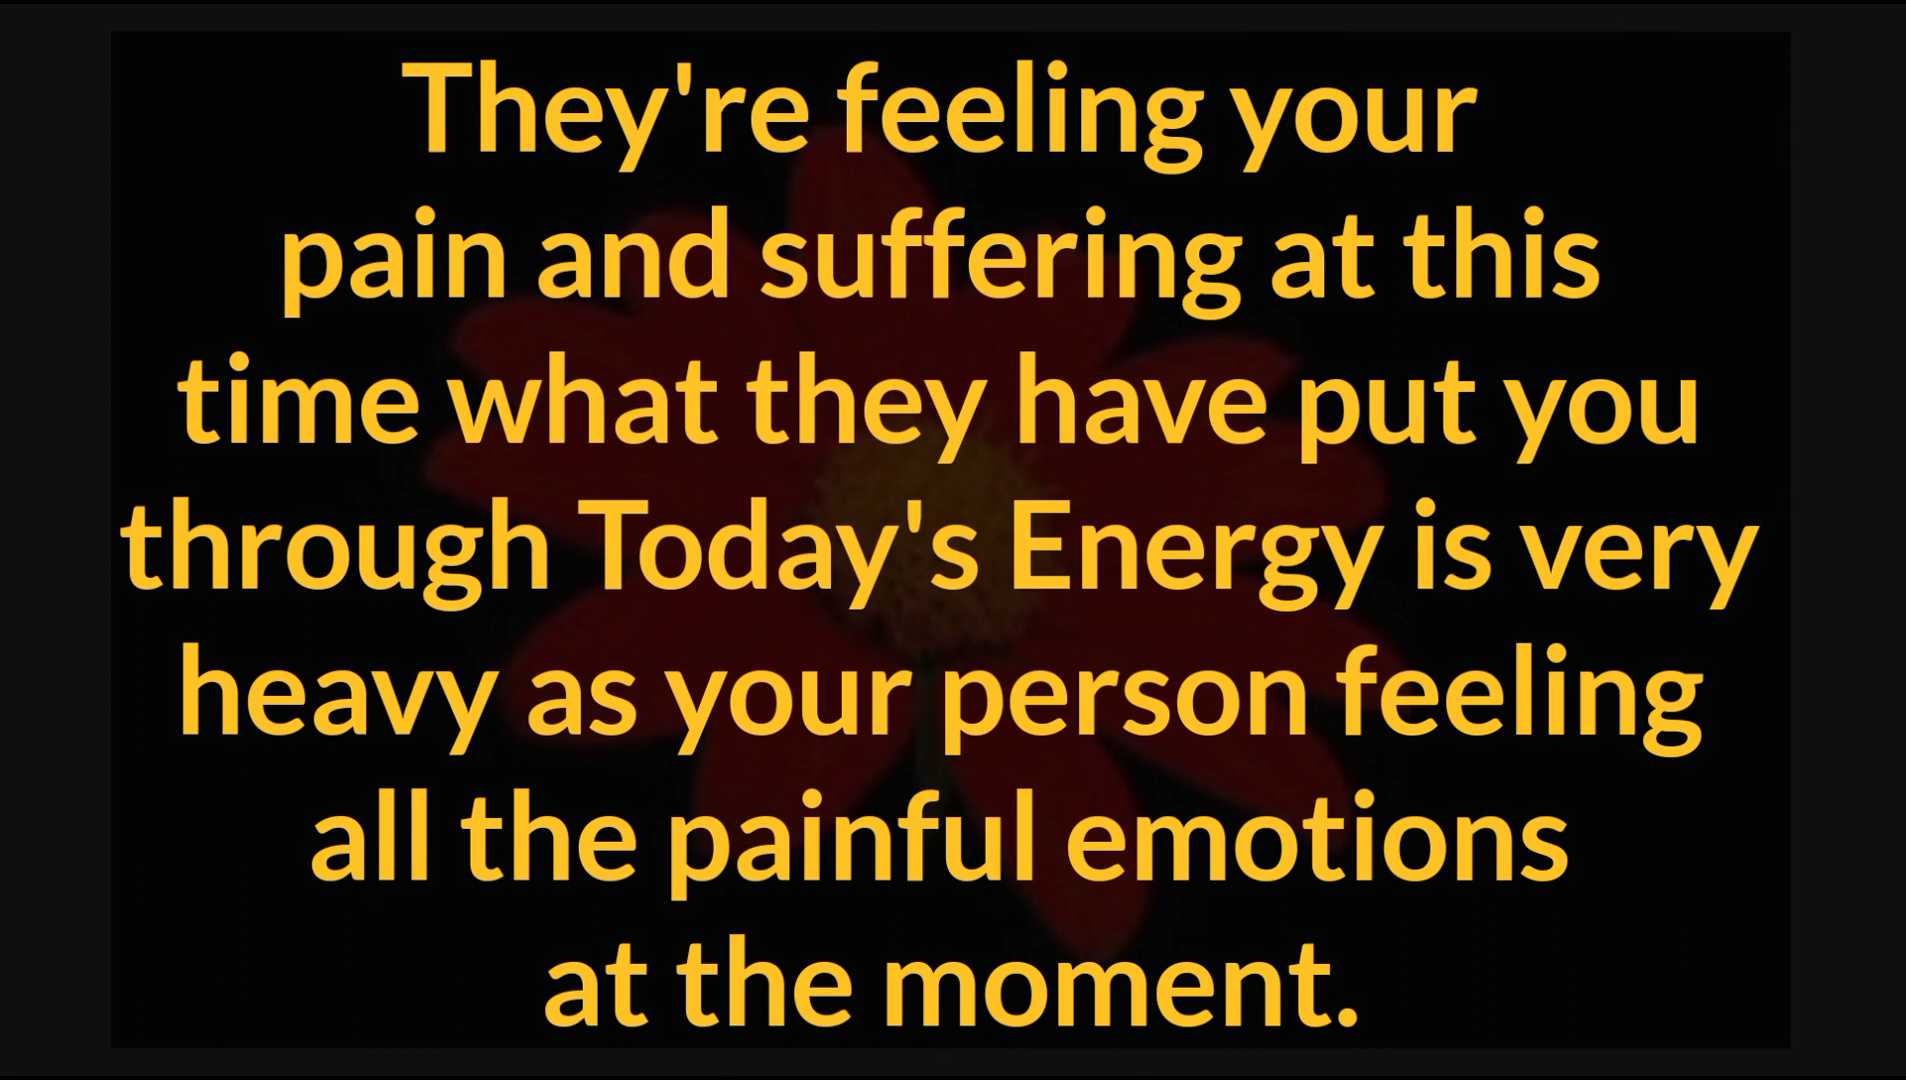 They're feeling your
pain and suffering at this
time what they have put you
through Today's Energy is very
heavy as your person feeling
all the painful emotions
at the moment.